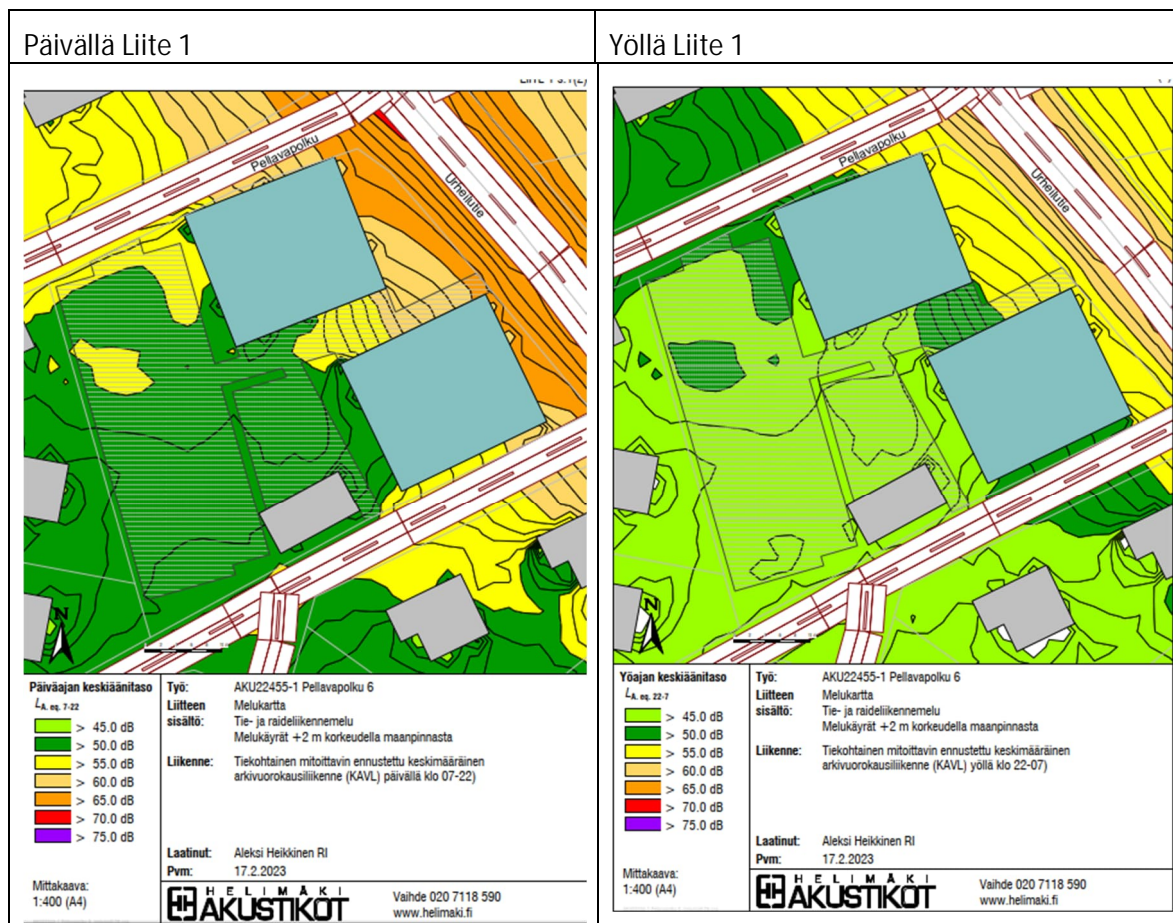 Päivällä Liite 1
Yöllä Liite 1
Pellavapolku
Urheilutie
N
Päiväajan keskiäänitaso
LA. eq. 7-22
> 45.0 dB
> 50.0 dB
> 55.0 dB
> 60.0 dB
> 65.0 dB
> 70.0 dB
> 75.0 dB
Mittakaava:
1:400 (A4)
Työ: AKU22455-1 Pellavapolku 6
Liitteen Melukartta
sisältö: Tie- ja raideliikennemelu
Melukäyrät +2 m korkeudella maanpinnasta
Liikenne: Tiekohtainen mitoittavin ennustettu keskimääräinen
arkivuorokausiliikenne (KAVL) päivällä klo 07-22)
Laatinut: Aleksi Heikkinen RI
Pvm: 17.2.2023
HELIMÄKI
AKUSTIKOT
Vaihde 020 7118 590
www.helimaki.fi
Pellavapolku
Urheilutie
N
Yöajan keskiäänitaso
LA. eq. 22-7
> 45.0 dB
> 50.0 dB
> 55.0 dB
> 60.0 dB
> 65.0 dB
> 70.0 dB
> 75.0 dB
Mittakaava:
1:400 (A4)
Työ: AKU22455-1 Pellavapolku 6
Liitteen Melukartta
sisältö: Tie- ja raideliikennemelu
Melukäyrät +2 m korkeudella maanpinnasta
Liikenne: Tiekohtainen mitoittavin ennustettu keskimääräinen
arkivuorokausiliikenne (KAVL) yöllä klo 22-07)
Laatinut: Aleksi Heikkinen RI
Pvm: 17.2.2023
HELIMÄKI
AKUSTIKOT
Vaihde 020 7118 590
www.helimaki.fi